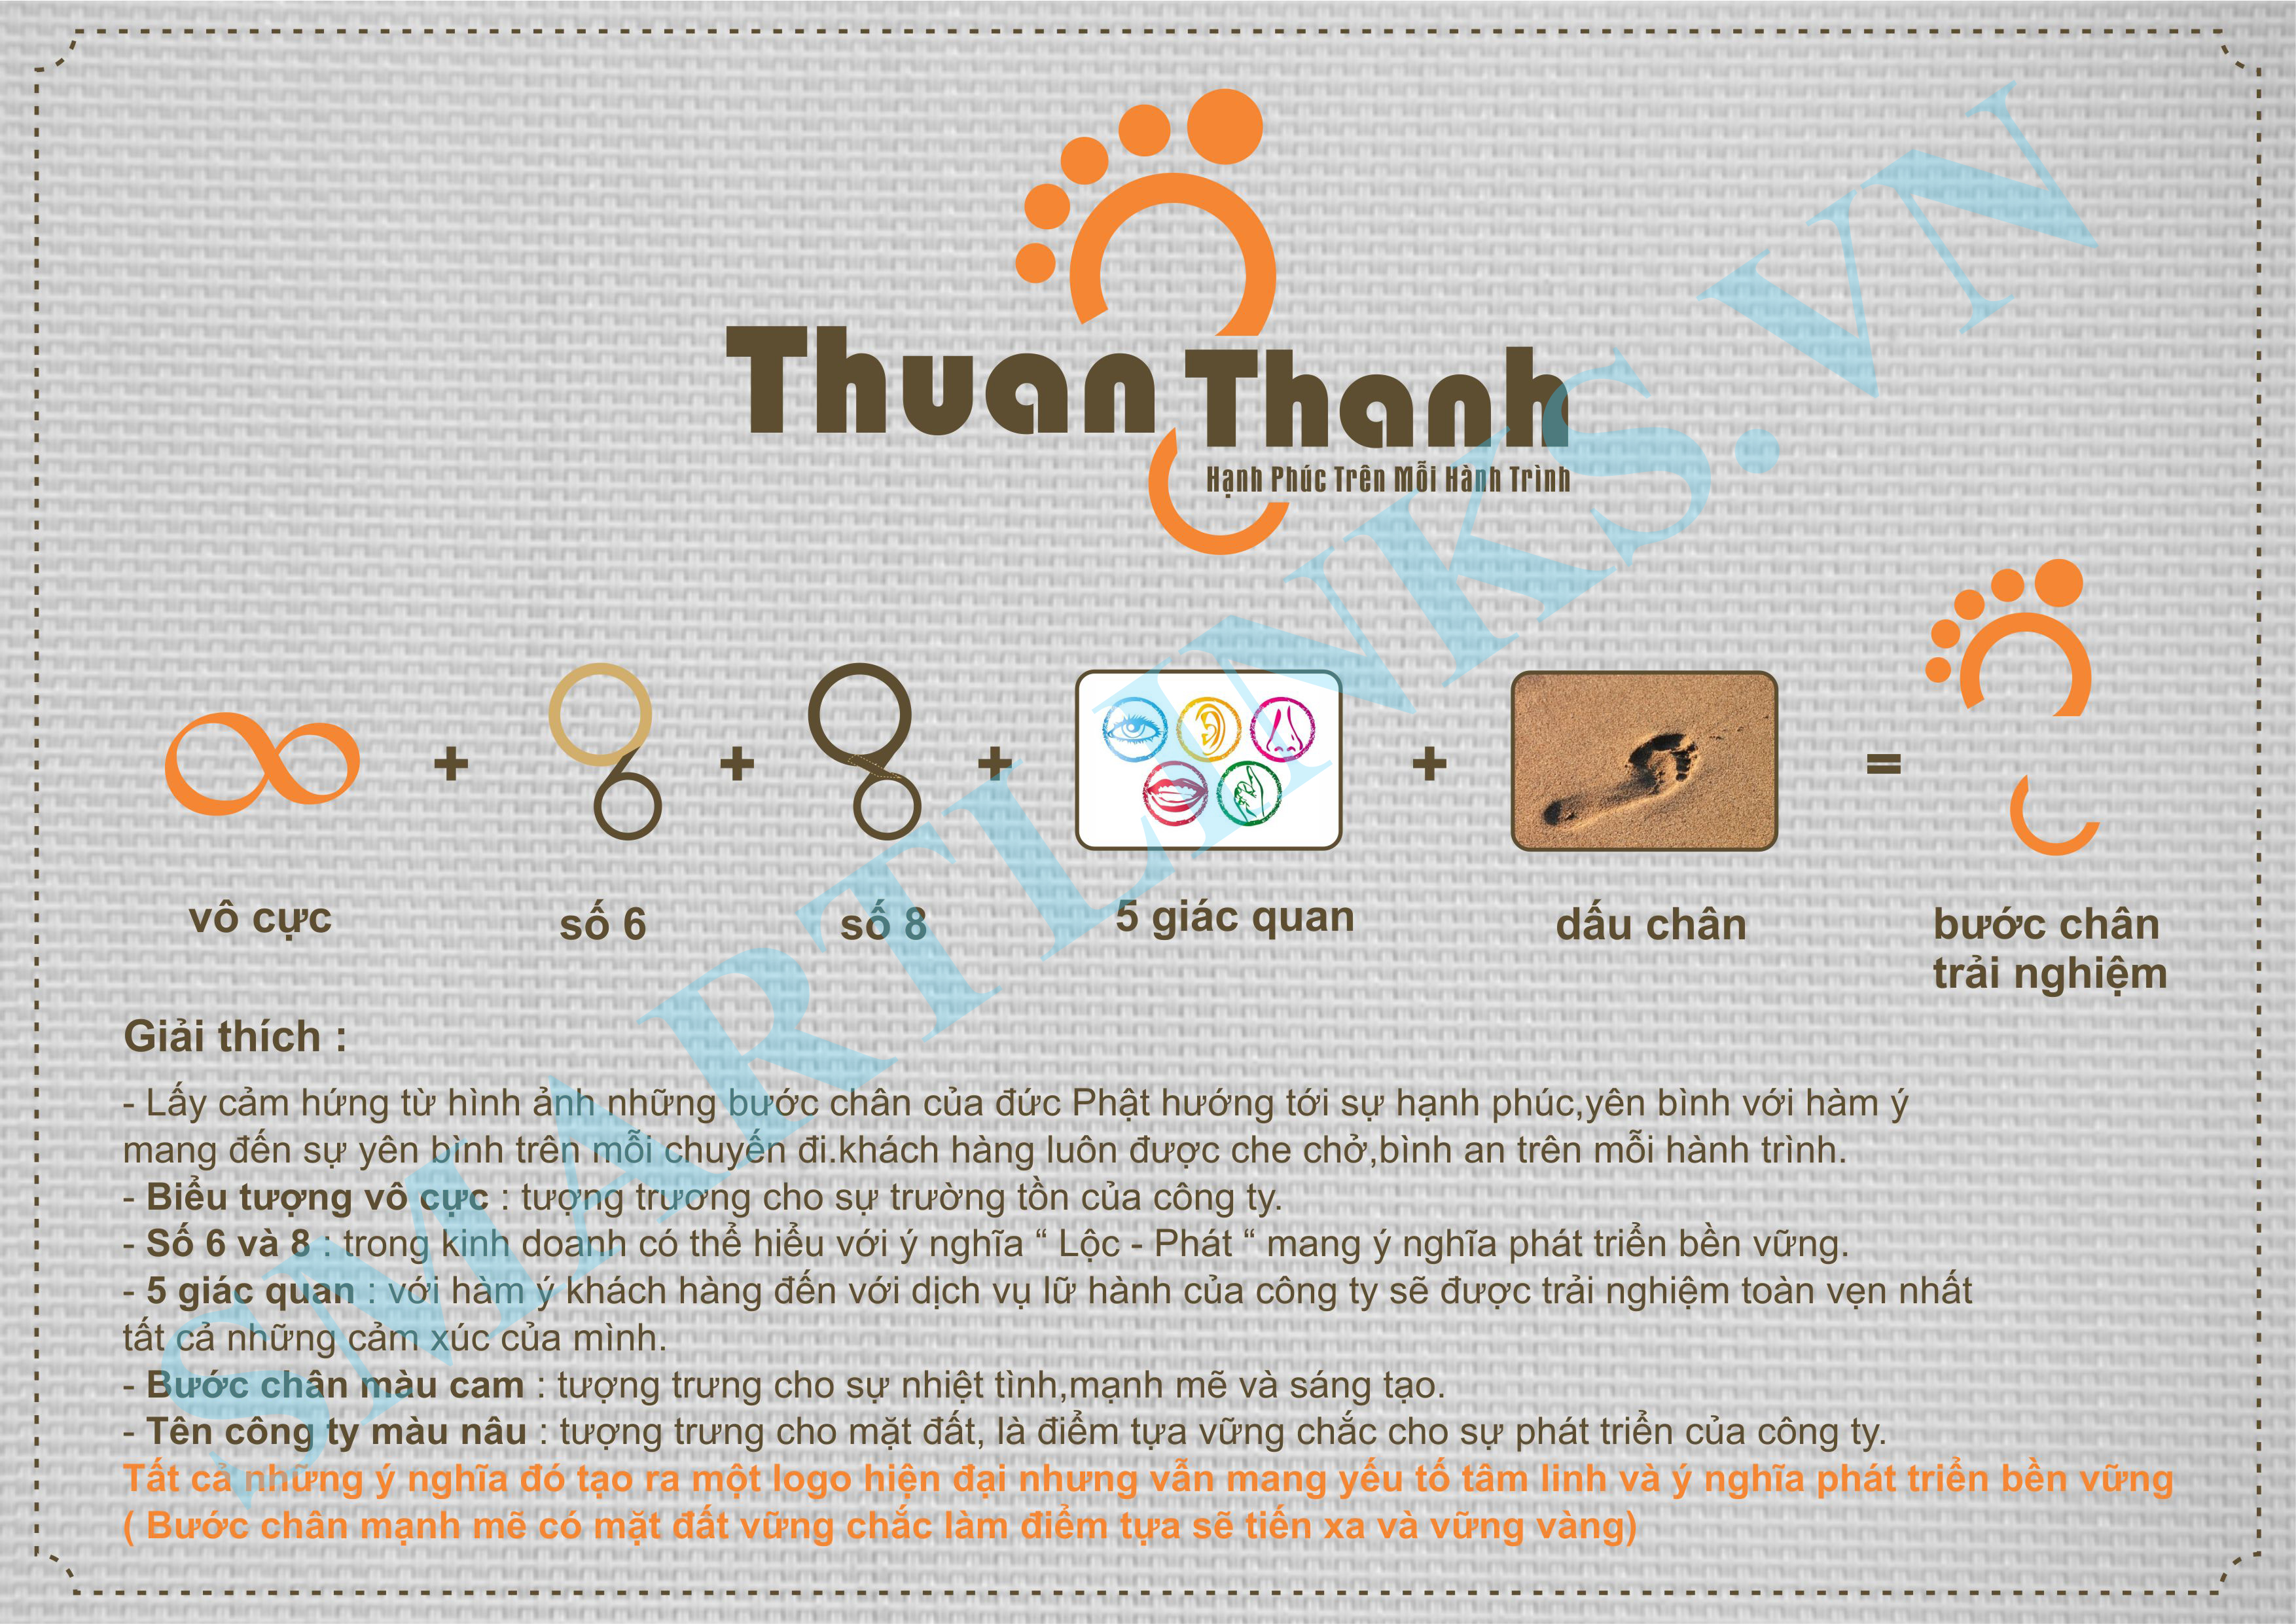 Thuan Thanh
Hạnh Phúc Trên Mỗi Hành Trình
+ + + + =
vô cực số 6 số 8 5 giác quan dấu chân bước chân
trải nghiệm
Giải thích :
- Lấy cảm hứng từ hình ảnh những bước chân của đức Phật hướng tới sự hạnh phúc,yên bình với hàm ý
mang đến sự yên bình trên mỗi chuyến đi.khách hàng luôn được che chở,bình an trên mỗi hành trình.
- Biểu tượng vô cực : tượng trương cho sự trường tồn của công ty.
- Số 6 và 8 : trong kinh doanh có thể hiểu với ý nghĩa “ Lộc - Phát “ mang ý nghĩa phát triển bền vững.
- 5 giác quan : với hàm ý khách hàng đến với dịch vụ lữ hành của công ty sẽ được trải nghiệm toàn vẹn nhất
tất cả những cảm xúc của mình.
- Bước chân màu cam : tượng trưng cho sự nhiệt tình,mạnh mẽ và sáng tạo.
- Tên công ty màu nâu : tượng trưng cho mặt đất, là điểm tựa vững chắc cho sự phát triển của công ty.
Tất cả những ý nghĩa đó tạo ra một logo hiện đại nhưng vẫn mang yếu tố tâm linh và ý nghĩa phát triển bền vững
( Bước chân mạnh mẽ có mặt đất vững chắc làm điểm tựa sẽ tiến xa và vững vàng)
SMARTLINKS.VN